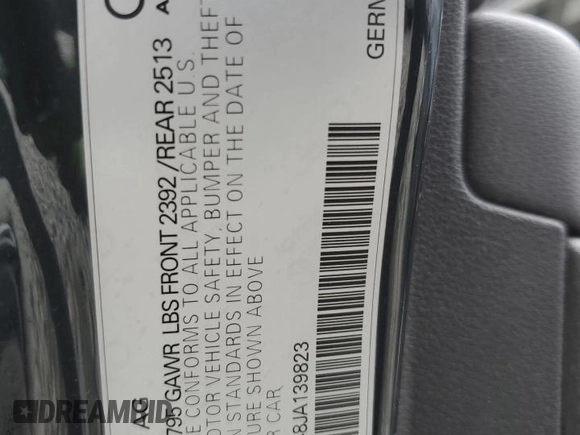 AG
795 GAWR LBS FRONT 2392 / REAR 2513
E CONFORMS TO ALL APPLICABLE U.S.
OTOR VEHICLE SAFETY, BUMPER AND THEFT
N STANDARDS IN EFFECT ON THE DATE OF
URE SHOWN ABOVE
R CAR
8JA139823
GERM
DREAMBID